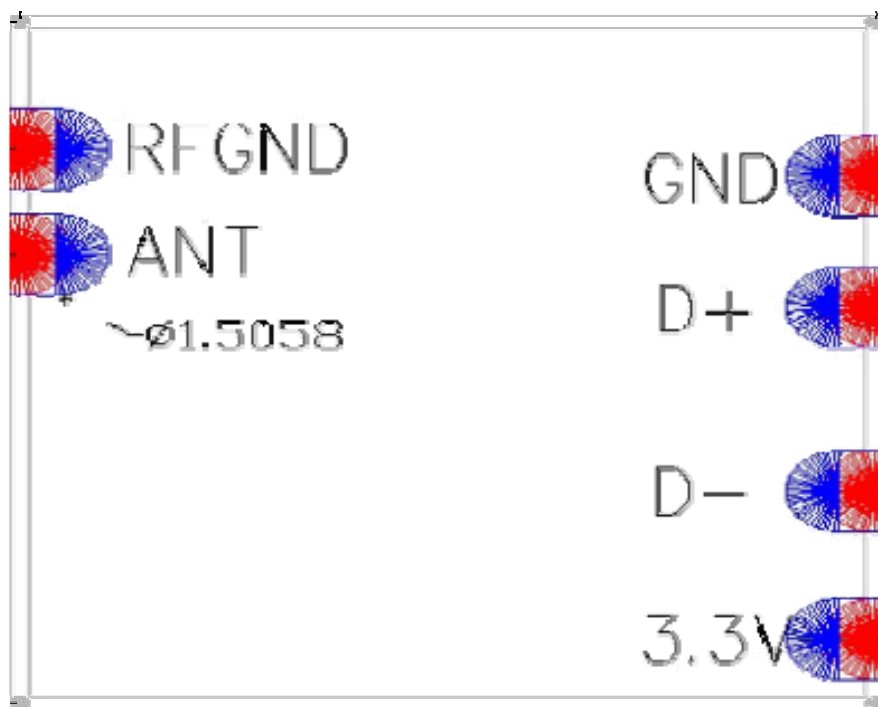 RFGND
GND
ANT
D+
ø1.5058
D-
3.3V